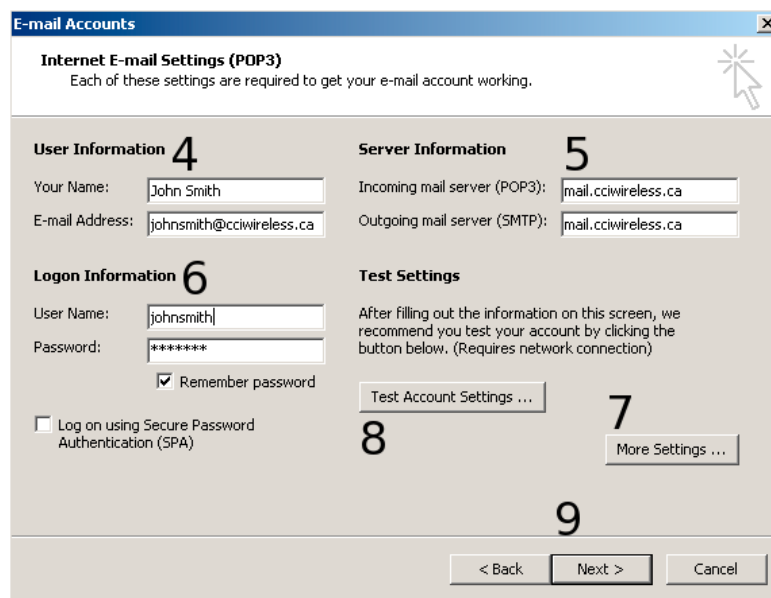 E-mail Accounts
Internet E-mail Settings (POP3)
Each of these settings are required to get your e-mail account working.
User Information 4
Your Name: John Smith
E-mail Address: johnsmith@cciwireless.ca
Server Information 5
Incoming mail server (POP3): mail.cciwireless.ca
Outgoing mail server (SMTP): mail.cciwireless.ca
Logon Information 6
User Name: johnsmith
Password: *******
Remember password
Log on using Secure Password
Authentication (SPA)
Test Settings
After filling out the information on this screen, we
recommend you test your account by clicking the
button below. (Requires network connection)
Test Account Settings ...
8
7
More Settings ...
9
< Back Next > Cancel